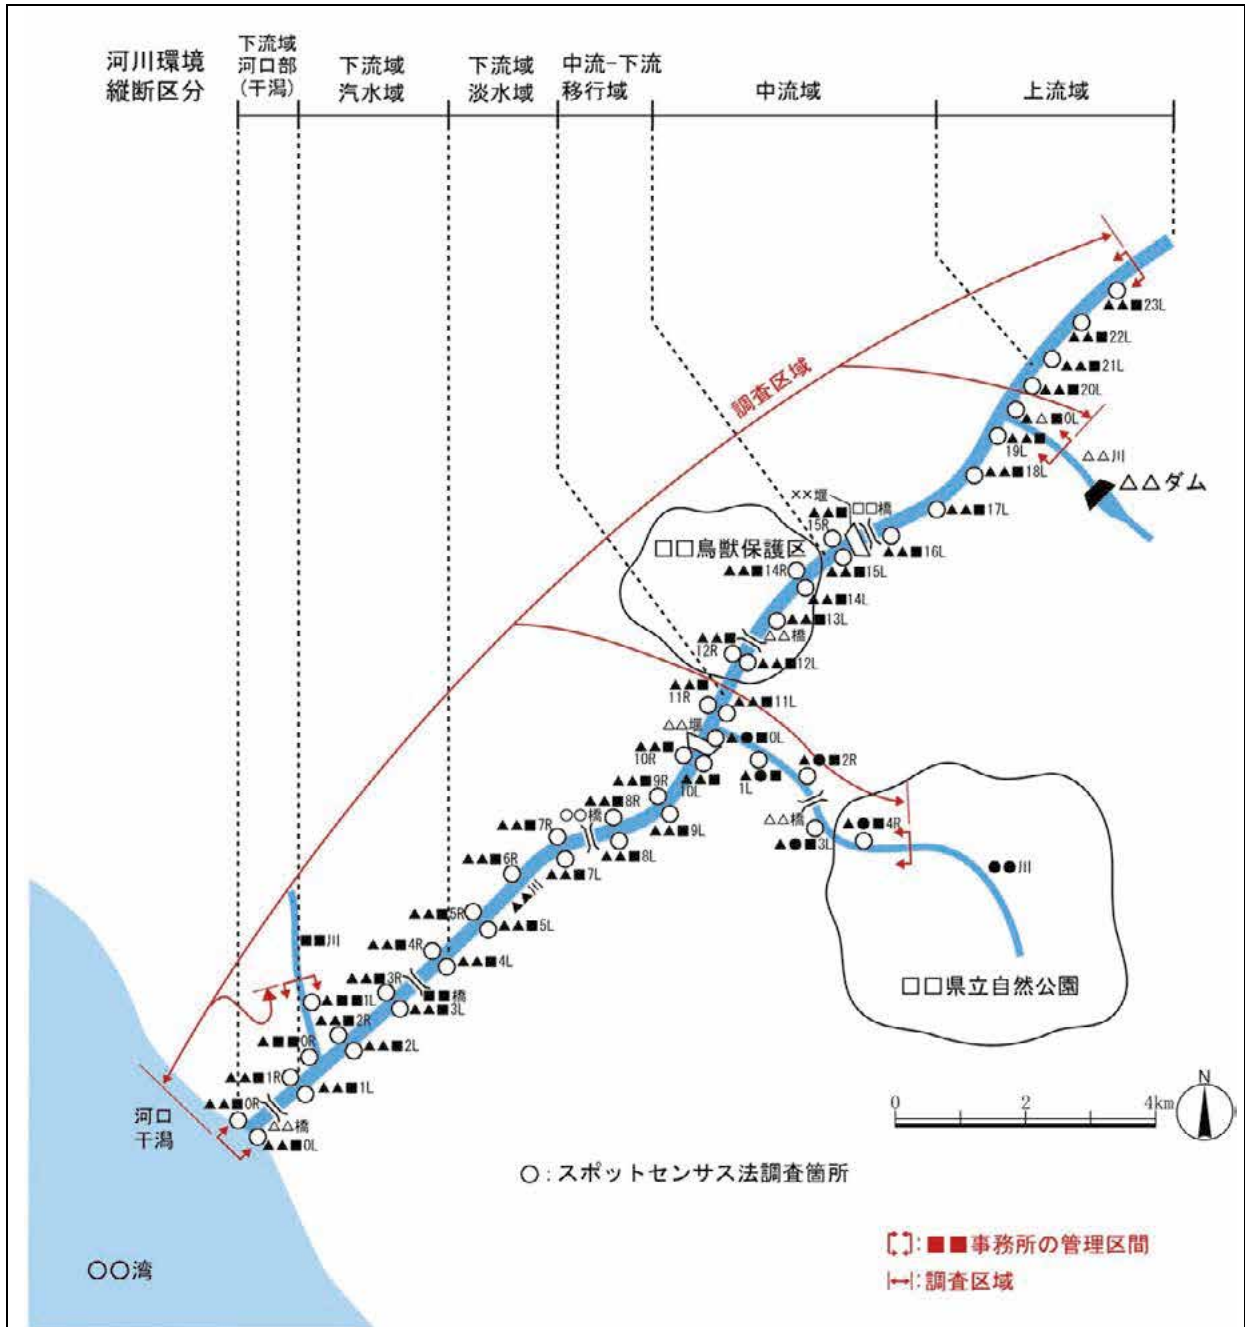 河川環境
縦断区分
下流域
河口部
(干潟)
下流域
汽水域
下流域
淡水域
中流-下流
移行域
中流域
上流域
調査区域
▲▲■23L
▲▲■22L
▲▲■21L
▲▲■20L
▲△■0L
▲▲■
19L
△△川
▲▲■18L
△△ダム
××堰
▲▲■
15R
□□橋
▲▲■17L
▲▲■16L
□□鳥獣保護区
▲▲■14R
▲▲■15L
▲▲■14L
▲▲■13L
▲▲■
12R
△△橋
▲▲■12L
▲▲■
11R
▲▲■11L
△△堰
▲●■0L
▲▲■
10R
▲▲■
10L
▲●■
1L
▲●■2R
▲▲■9R
▲▲■8R
○○橋
▲▲■9L
△△橋
▲●■3L
▲●■4R
▲▲■7R
▲▲■8L
▲▲■7L
▲▲■6R
▲▲川
●●川
▲▲■5R
▲▲■5L
■■川
▲▲■4R
▲▲■4L
▲▲■3R
■■橋
▲▲■3L
□□県立自然公園
▲■■1L
▲▲■2R
▲■■0R
▲▲■2L
▲▲■1R
▲▲■1L
▲▲■0R
△△橋
▲▲■0L
河口
干潟
0 2 4km
N
○:スポットセンサス法調査箇所
○○湾
:■■事務所の管理区間
:調査区域